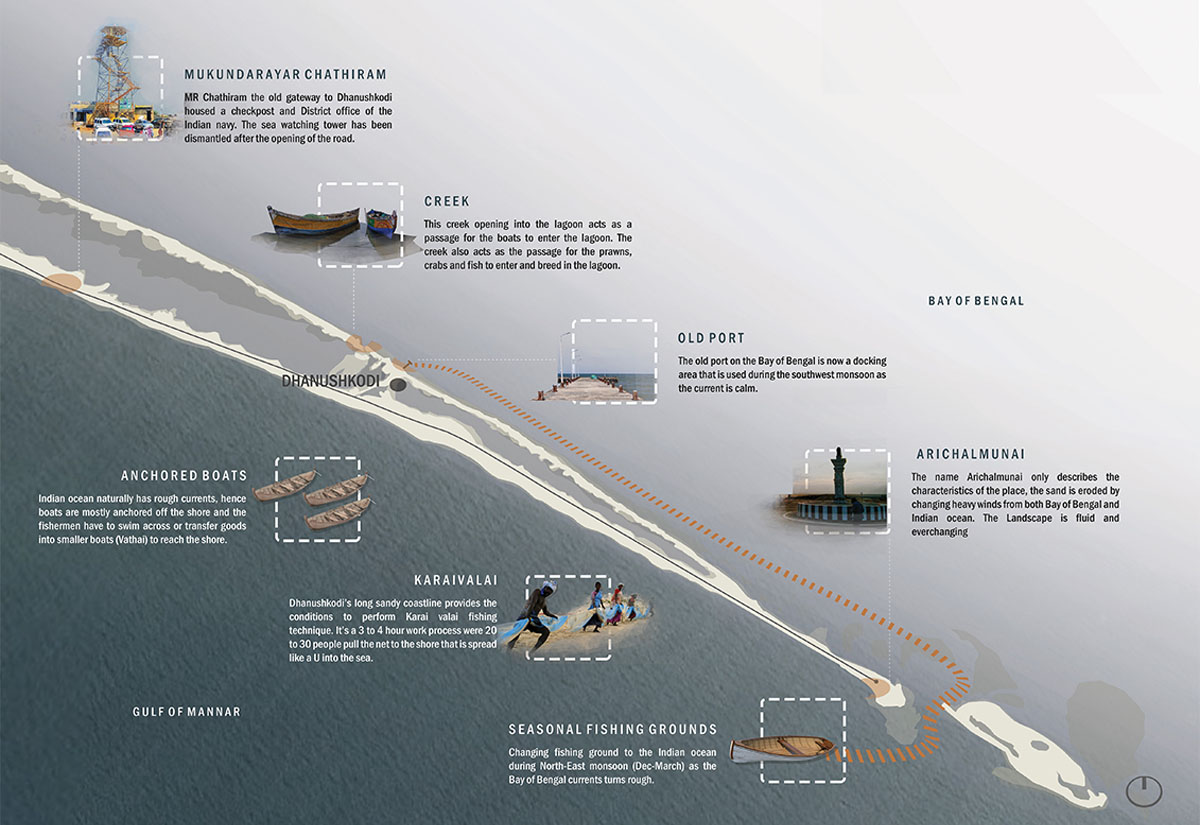 MUKUNDARAYAR CHATHIRAM
MR Chathiram the old gateway to Dhanushkodi
housed a checkpost and District office of the
Indian navy. The sea watching tower has been
dismantled after the opening of the road.
CREEK
This creek opening into the lagoon acts as a
passage for the boats to enter the lagoon. The
creek also acts as the passage for the prawns,
crabs and fish to enter and breed in the lagoon.
BAY OF BENGAL
OLD PORT
The old port on the Bay of Bengal is now a docking
area that is used during the southwest monsoon as
the current is calm.
DHANUSHKODI
ARICHALMUNAI
The name Arichalmunai only describes the
characteristics of the place, the sand is eroded by
changing heavy winds from both Bay of Bengal and
Indian ocean. The Landscape is fluid and
everchanging
ANCHORED BOATS
Indian ocean naturally has rough currents, hence
boats are mostly anchored off the shore and the
fishermen have to swim across or transfer goods
into smaller boats (Vathai) to reach the shore.
KARAIVALAI
Dhanushkodi's long sandy coastline provides the
conditions to perform Karai valai fishing
technique. It's a 3 to 4 hour work process were 20
to 30 people pull the net to the shore that is spread
like a U into the sea.
GULF OF MANNAR
SEASONAL FISHING GROUNDS
Changing fishing ground to the Indian ocean
during North-East monsoon (Dec-March) as the
Bay of Bengal currents turns rough.